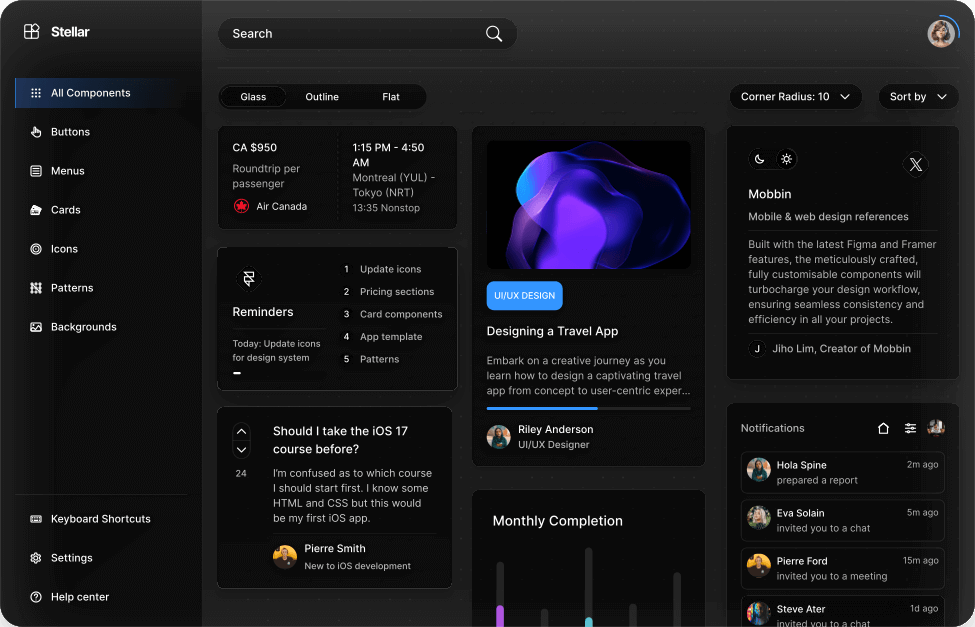 Stellar
Search
All Components
Buttons
Menus
Cards
Icons
Patterns
Backgrounds
Keyboard Shortcuts
Settings
Help center
Glass
Outline
Flat
Corner Radius: 10
Sort by
CA $950
Roundtrip per
passenger
Air Canada
1:15 PM - 4:50
AM
Montreal (YUL) -
Tokyo (NRT)
13:35 Nonstop
Reminders
Today: Update icons
for design system
1 Update icons
2 Pricing sections
3 Card components
4 App template
5 Patterns
24
Should I take the iOS 17
course before?
I'm confused as to which course
I should start first. I know some
HTML and CSS but this would
be my first iOS app.
Pierre Smith
New to iOS development
UI/UX DESIGN
Designing a Travel App
Embark on a creative journey as you
learn how to design a captivating travel
app from concept to user-centric exper...
Riley Anderson
UI/UX Designer
Monthly Completion
X
Mobbin
Mobile & web design references
Built with the latest Figma and Framer
features, the meticulously crafted,
fully customisable components will
turbocharge your design workflow,
ensuring seamless consistency and
efficiency in all your projects.
J Jiho Lim, Creator of Mobbin
Notifications
Hola Spine 2m ago
prepared a report
Eva Solain 5m ago
invited you to a chat
Pierre Ford 15m ago
invited you to a meeting
Steve Ater 1d ago
invited you to a chat